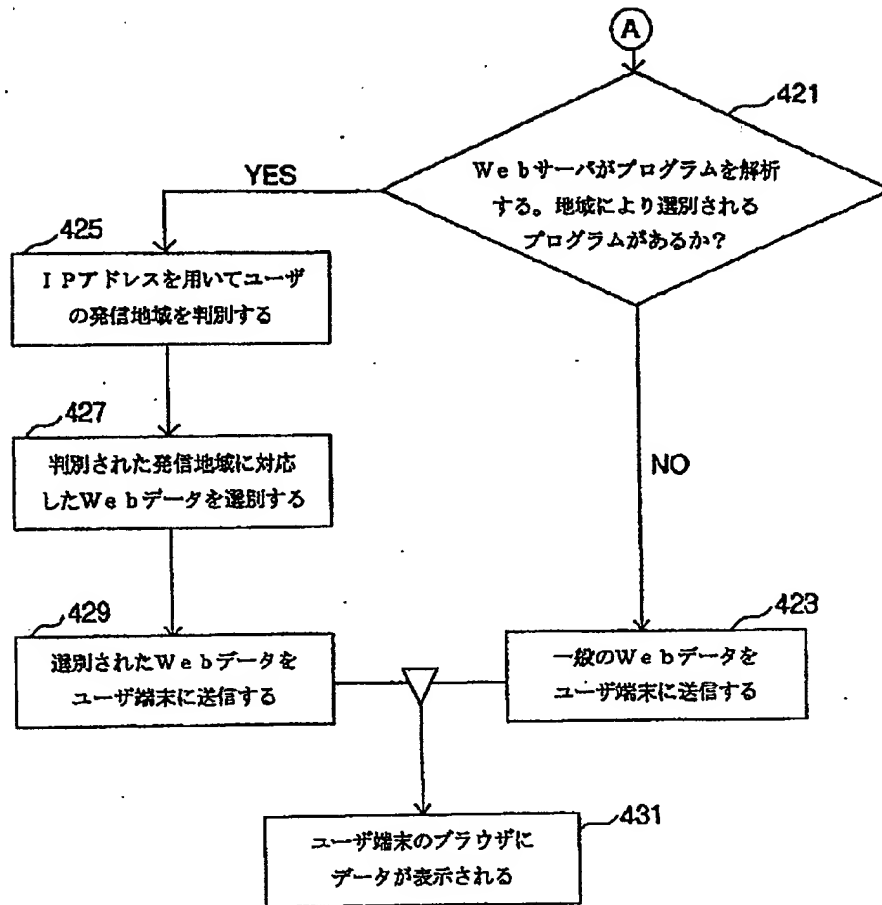 A
421
Webサーバがプログラムを解析
する。地域により選別される
プログラムがあるか?
YES
425
IPアドレスを用いてユーザ
の発信地域を判別する
427
判別された発信地域に対応
したWebデータを選別する
NO
429
選別されたWebデータを
ユーザ端末に送信する
423
一般のWebデータを
ユーザ端末に送信する
431
ユーザ端末のブラウザに
データが表示される